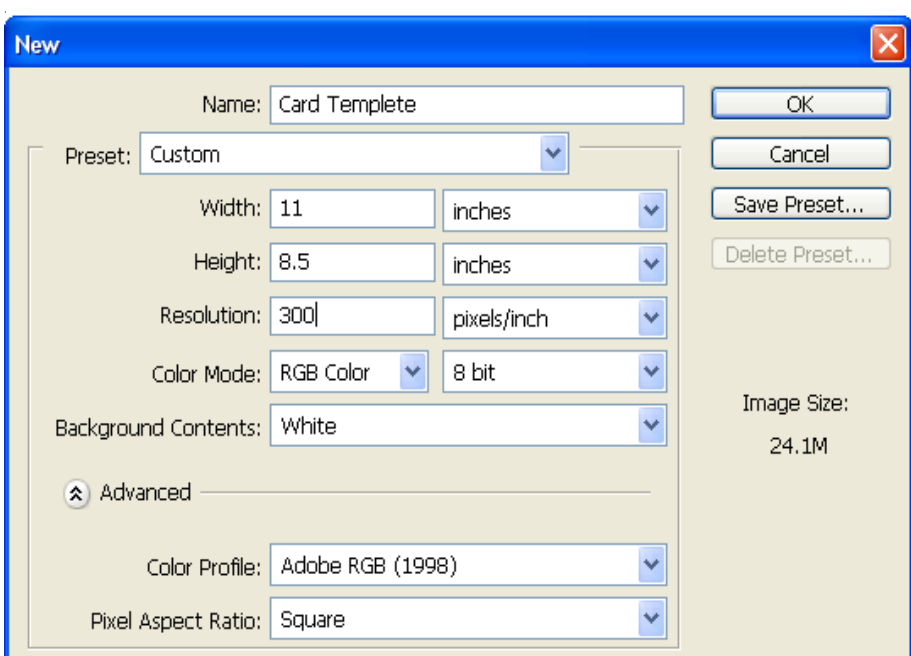 New
Name: Card Templete
OK
Preset: Custom
Cancel
Width: 11 inches
Save Preset...
Height: 8.5 inches
Delete Preset...
Resolution: 300 pixels/inch
Color Mode: RGB Color 8 bit
Image Size:
Background Contents: White
24.1M
Advanced
Color Profile: Adobe RGB (1998)
Pixel Aspect Ratio: Square